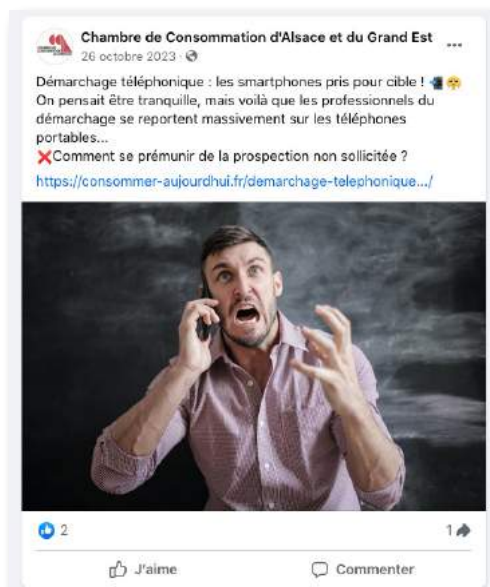 Chambre de Consommation d'Alsace et du Grand Est
26 octobre 2023
Démarchage téléphonique : les smartphones pris pour cible ! 📲😤
On pensait être tranquille, mais voilà que les professionnels du
démarchage se reportent massivement sur les téléphones
portables...
❌Comment se prémunir de la prospection non sollicitée ?
https://consommer-aujourdhui.fr/demarchage-telephonique.../
2
1
J'aime
Commenter